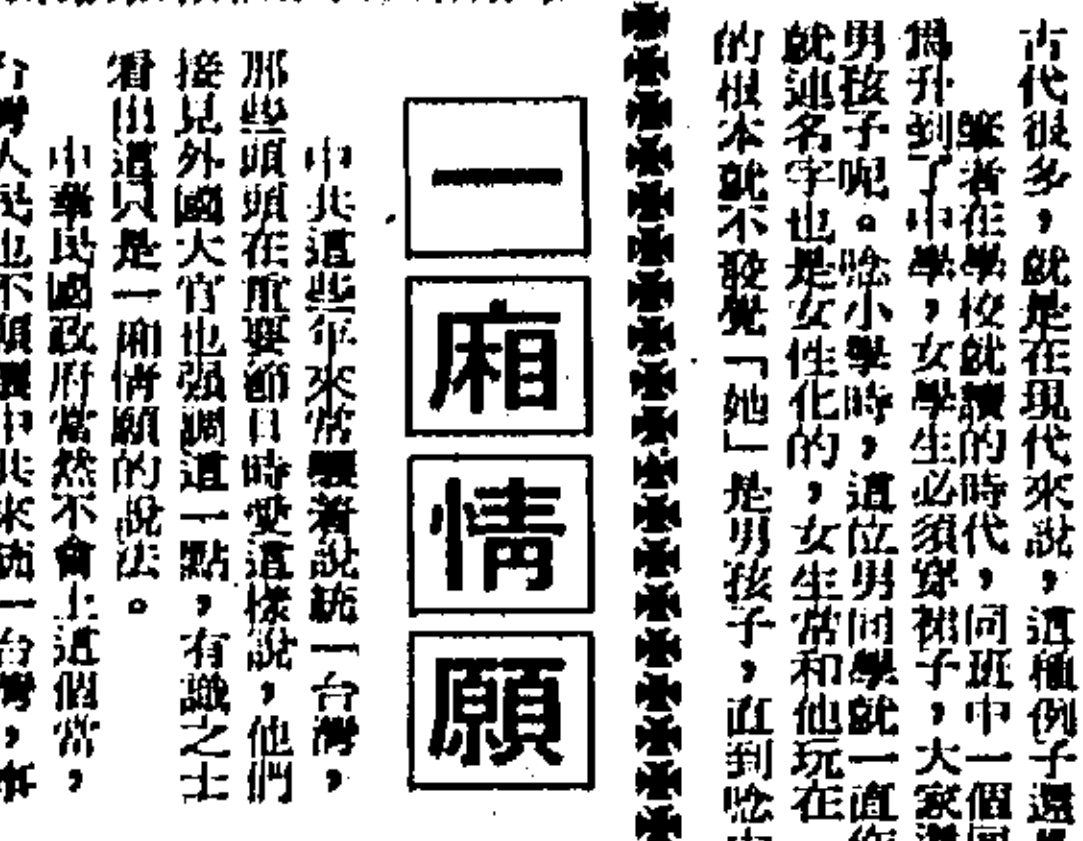 古代很多，就是在現代來說，這種例子還
筆者在學校就讀的時代，同班中一個同
爲升到了中學，女學生必須穿裙子，大家還
男孩子呢。唸小學時，這位男同學就一直
就連名字也是女性化的，女生常和他玩在
的根本就不發覺「她」是男孩子，直到唸
一廂情願
中共這些年來常嚷着說統一台灣，
那些頭頭在重要節日時愛這樣說，他們
接見外國大官也强調這一點，有識之士
看出這只是一廂情願的說法。
中華民國政府當然不會上這個當，
台灣人民也不願讓中共來統一台灣，事